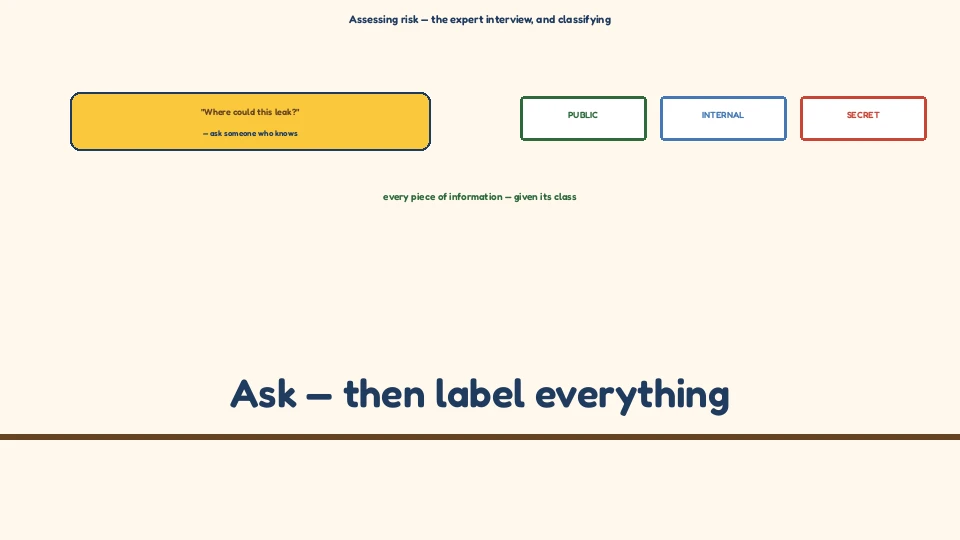 Assessing risk — the expert interview, and classifying
"Where could this leak?"
— ask someone who knows
PUBLIC
INTERNAL
SECRET
every piece of information — given its class
Ask — then label everything